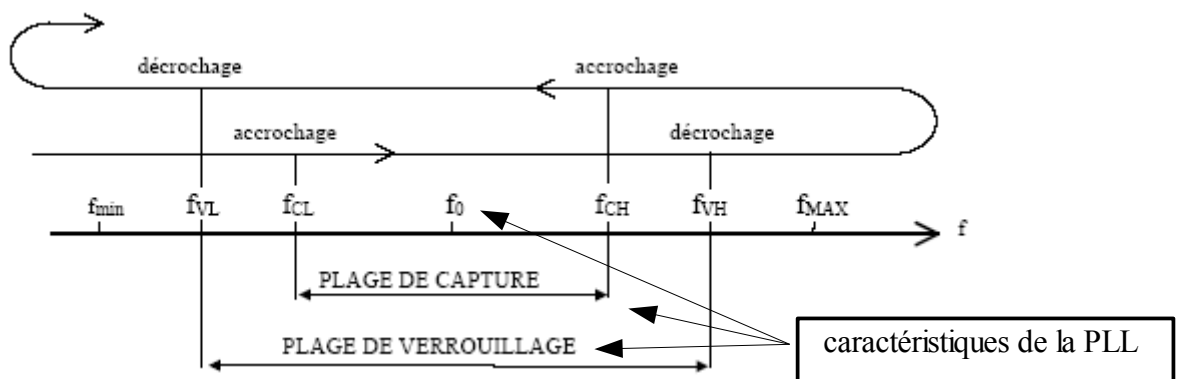 décrochage accrochage
accrochage décrochage
fmin fVL fCL f0 fCH fVH fMAX
f
PLAGE DE CAPTURE
PLAGE DE VERROUILLAGE
caractéristiques de la PLL